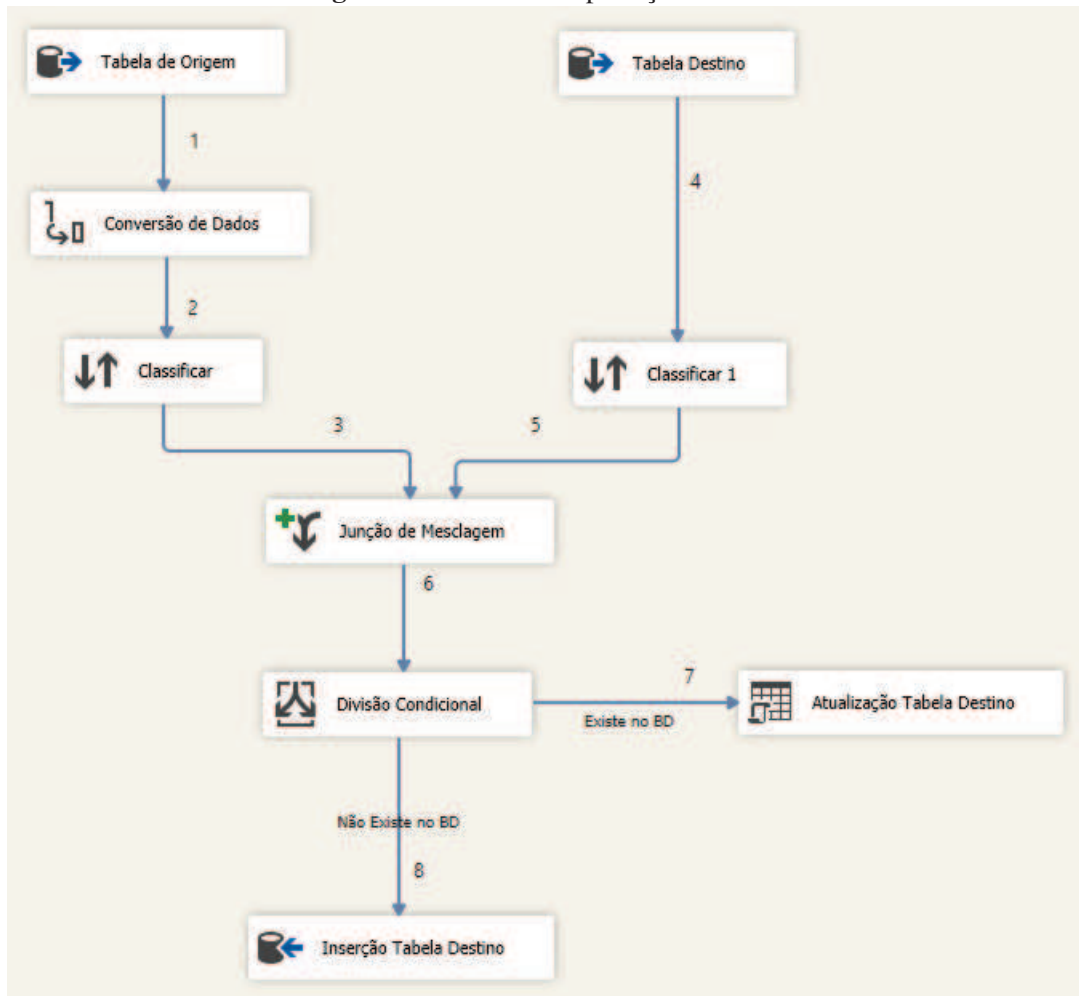 Tabela de Origem
Tabela Destino
1
4
Conversão de Dados
2
Classificar
Classificar 1
3
5
Junção de Mesclagem
6
7
Divisão Condicional
Atualização Tabela Destino
Existe no BD
Não Existe no BD
8
Inserção Tabela Destino